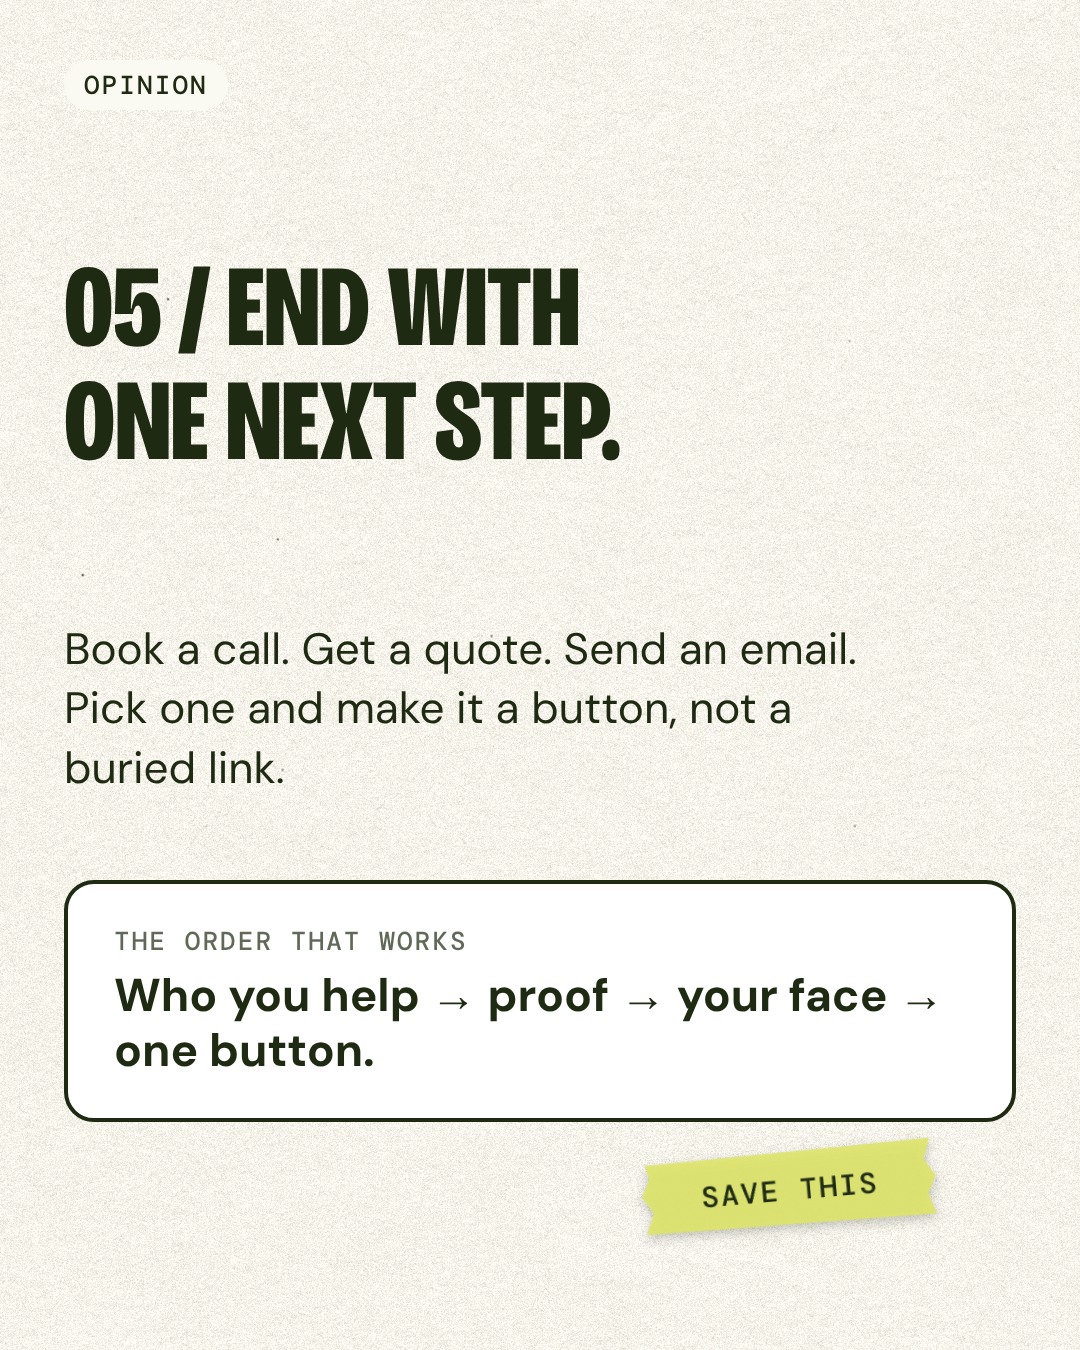 OPINION
05 / END WITH
ONE NEXT STEP.
Book a call. Get a quote. Send an email.
Pick one and make it a button, not a
buried link.
THE ORDER THAT WORKS
Who you help → proof → your face →
one button.
SAVE THIS